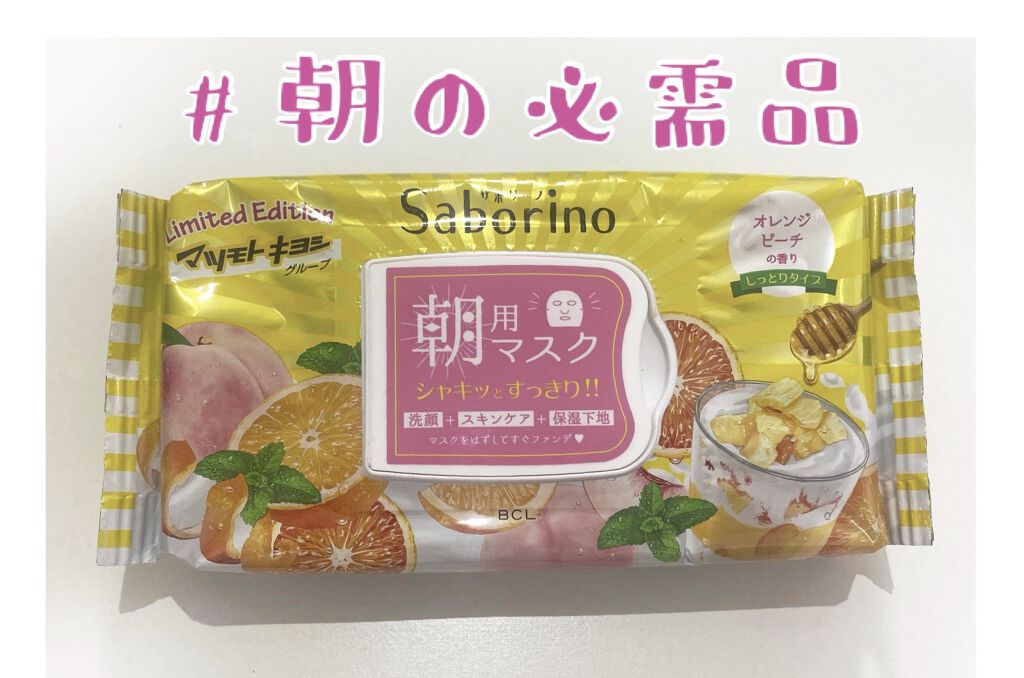 #朝の必需品
サボリーノ
Saborino
Limited Edition
マツモトキヨシ
グループ
オレンジ
ピーチ
の香り
しっとりタイプ
朝用
マスク
シャキッとすっきり!!
洗顔+スキンケア+保湿下地
マスクをはずしてすぐファンデ♥
BCL